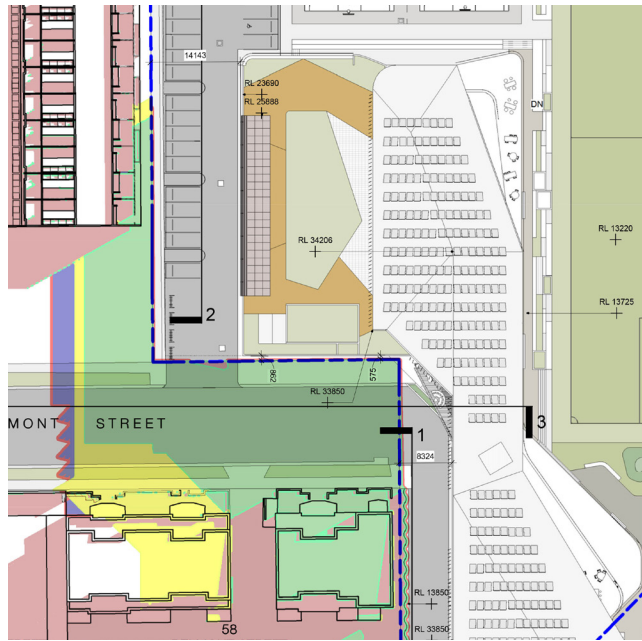 14143
RL 23690
RL 25888
DN
RL 13220
RL 34206
RL 13725
2
862
575
RL 33850
MONT STREET
1
3
8324
RL 13850
58
RL 33850